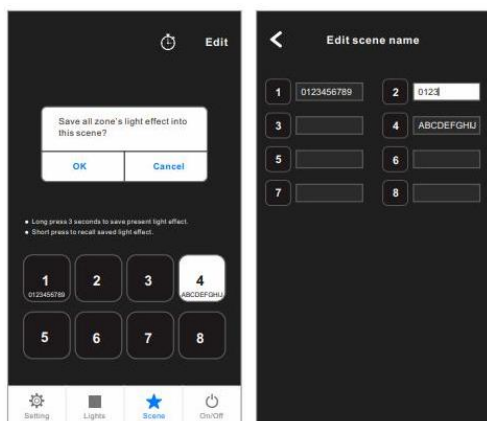 Edit
Save all zone's light effect into
this scene?
OK
Cancel
● Long press 3 seconds to save present light effect.
● Short press to recall saved light effect.
1
0123456789
2
3
4
ABCDEFGHIJ
5
6
7
8
Setting
Lights
Scene
On/Off
Edit scene name
1
0123456789
2
0123
3
4
ABCDEFGHIJ
5
6
7
8